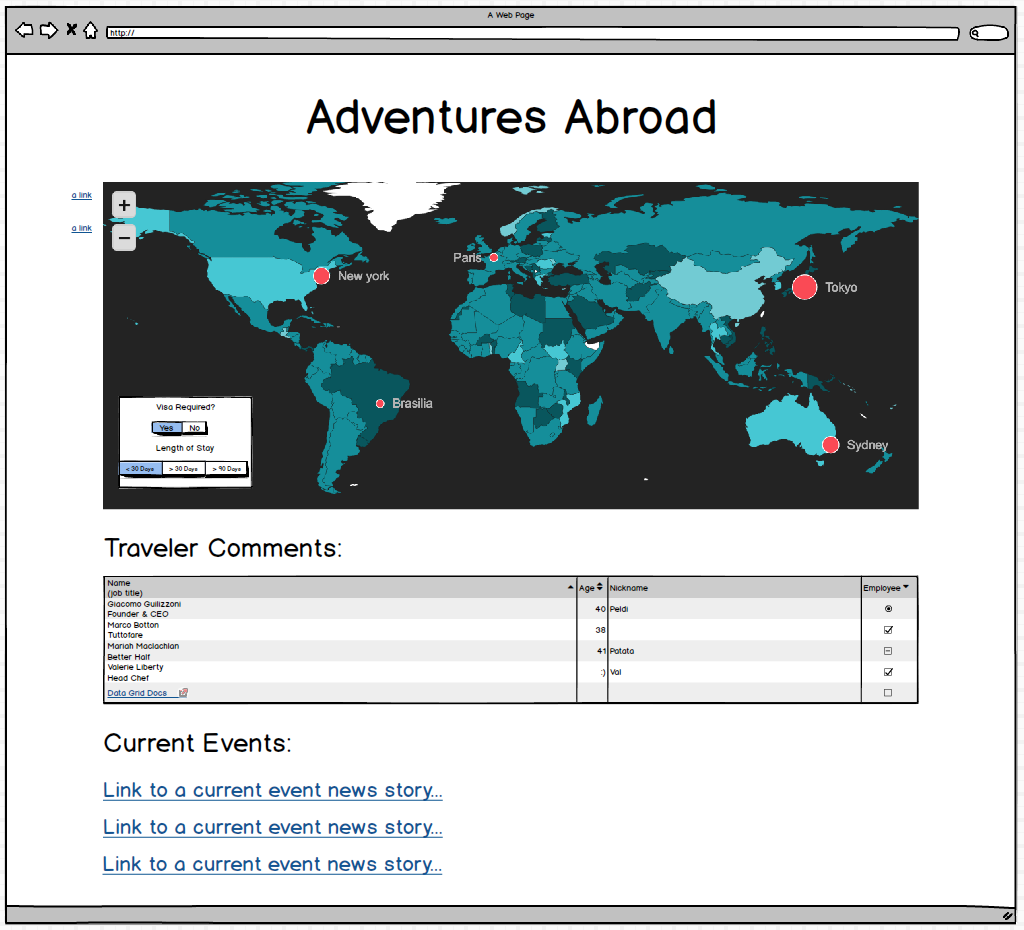 A Web Page
http://
Adventures Abroad
a link
a link
+
−
New york
Paris
Tokyo
Brasilia
Sydney
Visa Required?
Yes No
Length of Stay
< 30 Days > 30 Days > 90 Days
Traveler Comments:
Name
(job title) Age Nickname Employee
Giacomo Guilizzoni
Founder & CEO 40 Peldi
Marco Botton
Tuttofare 38
Mariah Maclachlan
Better Half 41 Patata
Valerie Liberty
Head Chef :) Val
Data Grid Docs
Current Events:
Link to a current event news story...
Link to a current event news story...
Link to a current event news story...